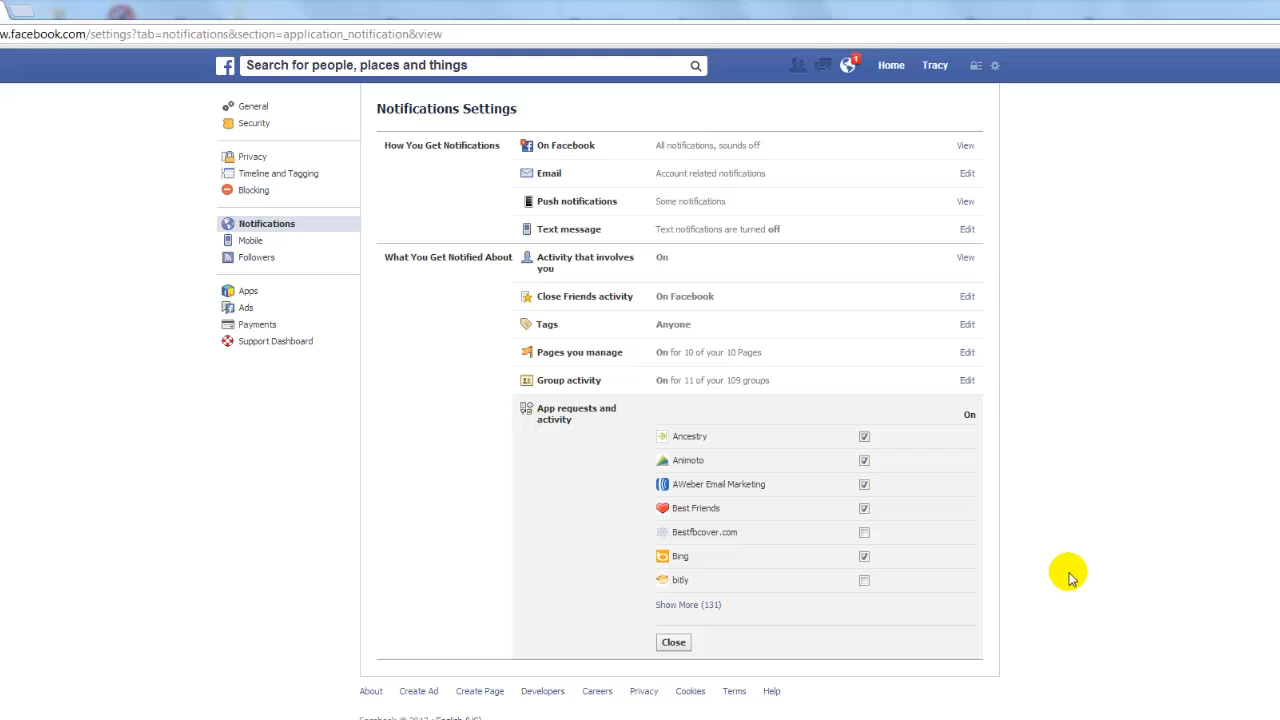 w.facebook.com/settings?tab=notifications&section=application_notification&view
Search for people, places and things
1
Home
Tracy
General
Security
Privacy
Timeline and Tagging
Blocking
Notifications
Mobile
Followers
Apps
Ads
Payments
Support Dashboard
Notifications Settings
How You Get Notifications
On Facebook All notifications, sounds off View
Email Account related notifications Edit
Push notifications Some notifications View
Text message Text notifications are turned off Edit
What You Get Notified About
Activity that involves you On View
Close Friends activity On Facebook Edit
Tags Anyone Edit
Pages you manage On for 10 of your 10 Pages Edit
Group activity On for 11 of your 109 groups Edit
App requests and activity On
Ancestry
Animoto
AWeber Email Marketing
Best Friends
Bestfbcover.com
Bing
bitly
Show More (131)
Close
About Create Ad Create Page Developers Careers Privacy Cookies Terms Help